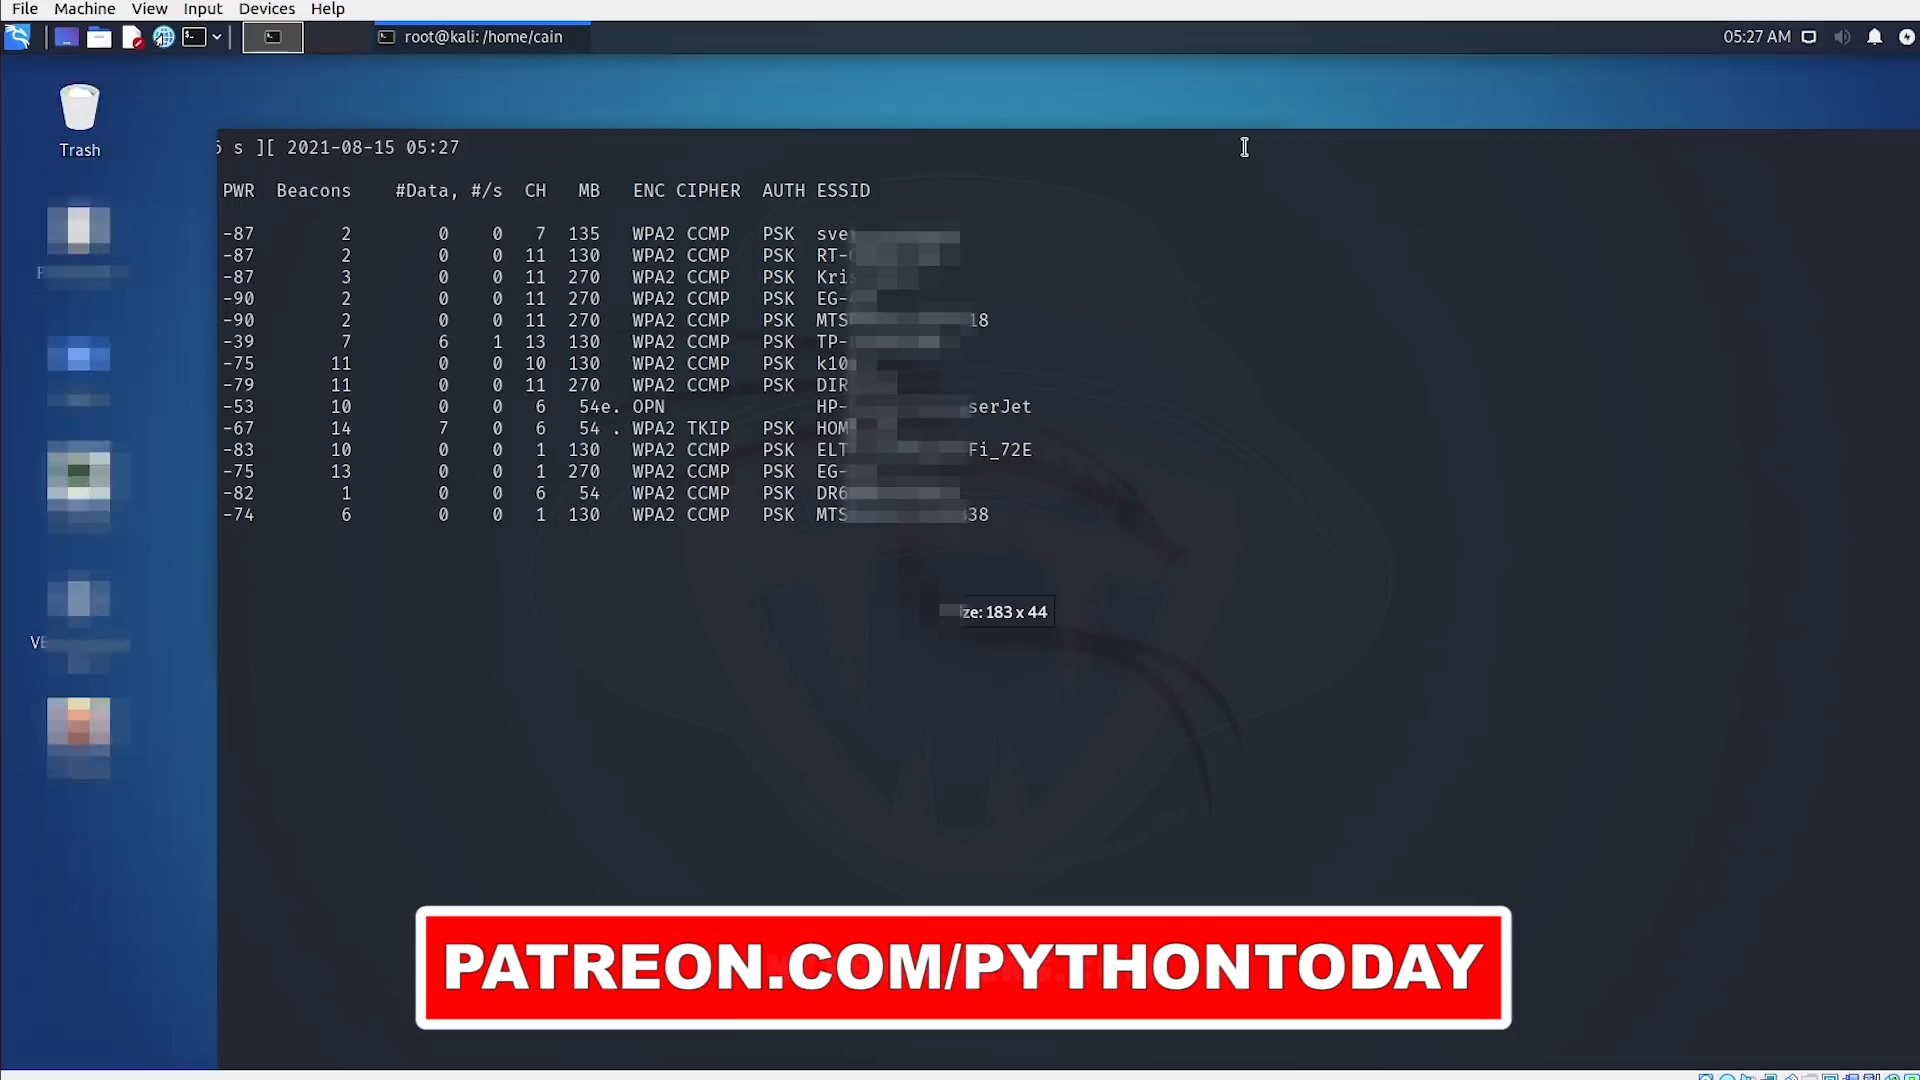 File Machine View Input Devices Help
root@kali: /home/cain
05:27 AM
Trash
s ][ 2021-08-15 05:27
PWR Beacons #Data, #/s CH MB ENC CIPHER AUTH ESSID
-87 2 0 0 7 135 WPA2 CCMP PSK sve
-87 2 0 0 11 130 WPA2 CCMP PSK RT-
-87 3 0 0 11 270 WPA2 CCMP PSK Kri
-90 2 0 0 11 270 WPA2 CCMP PSK EG-
-90 2 0 0 11 270 WPA2 CCMP PSK MTS 18
-39 7 6 1 13 130 WPA2 CCMP PSK TP-
-75 11 0 0 10 130 WPA2 CCMP PSK k10
-79 11 0 0 11 270 WPA2 CCMP PSK DIR
-53 10 0 0 6 54e. OPN HP- serJet
-67 14 7 0 6 54 . WPA2 TKIP PSK HOM
-83 10 0 0 1 130 WPA2 CCMP PSK ELT Fi_72E
-75 13 0 0 1 270 WPA2 CCMP PSK EG-
-82 1 0 0 6 54 WPA2 CCMP PSK DR6
-74 6 0 0 1 130 WPA2 CCMP PSK MTS 38
ze: 183 x 44
PATREON.COM/PYTHONTODAY